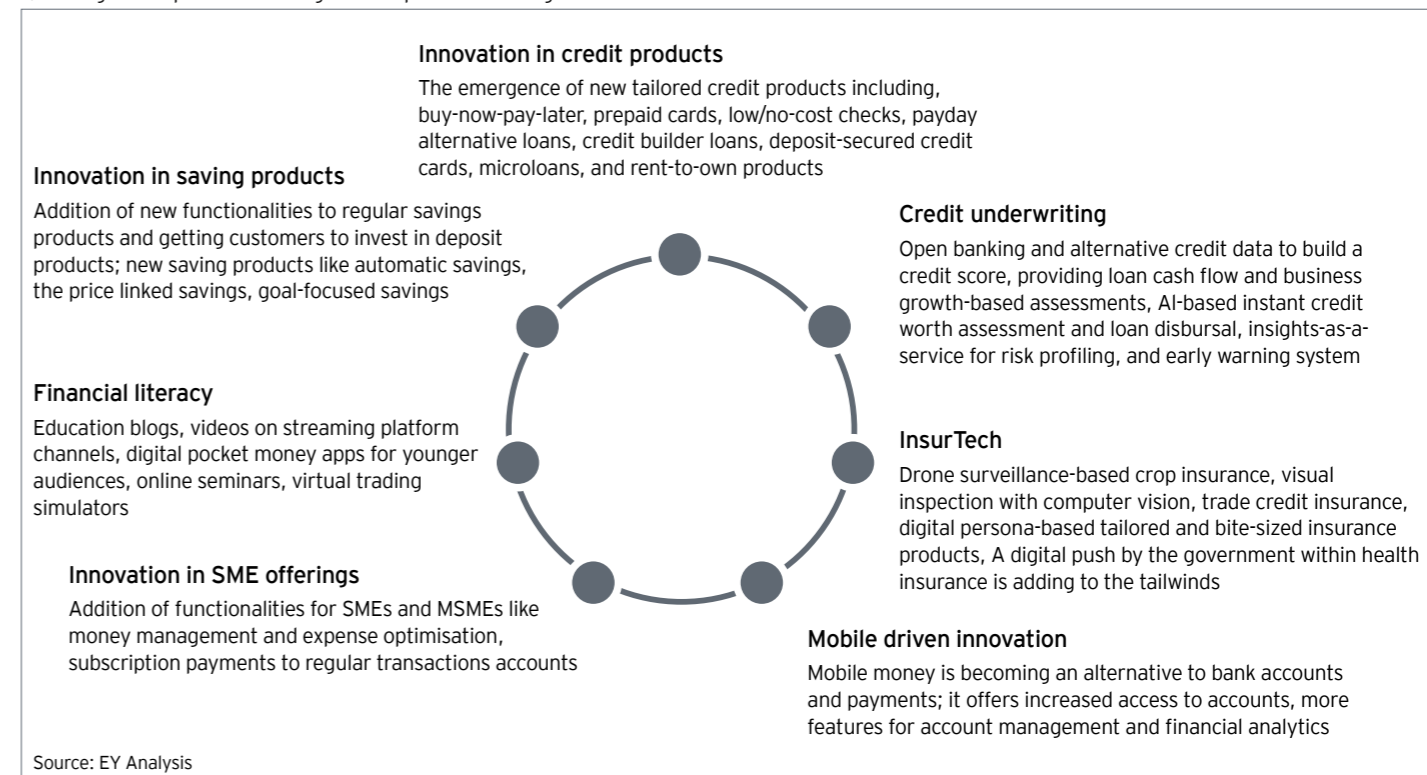 Innovation in credit products
The emergence of new tailored credit products including,
buy-now-pay-later, prepaid cards, low/no-cost checks, payday
alternative loans, credit builder loans, deposit-secured credit
cards, microloans, and rent-to-own products
Innovation in saving products
Addition of new functionalities to regular savings
products and getting customers to invest in deposit
products; new saving products like automatic savings,
the price linked savings, goal-focused savings
Credit underwriting
Open banking and alternative credit data to build a
credit score, providing loan cash flow and business
growth-based assessments, AI-based instant credit
worth assessment and loan disbursal, insights-as-a-
service for risk profiling, and early warning system
Financial literacy
Education blogs, videos on streaming platform
channels, digital pocket money apps for younger
audiences, online seminars, virtual trading
simulators
InsurTech
Drone surveillance-based crop insurance, visual
inspection with computer vision, trade credit insurance,
digital persona-based tailored and bite-sized insurance
products, A digital push by the government within health
insurance is adding to the tailwinds
Innovation in SME offerings
Addition of functionalities for SMEs and MSMEs like
money management and expense optimisation,
subscription payments to regular transactions accounts
Mobile driven innovation
Mobile money is becoming an alternative to bank accounts
and payments; it offers increased access to accounts, more
features for account management and financial analytics
Source: EY Analysis